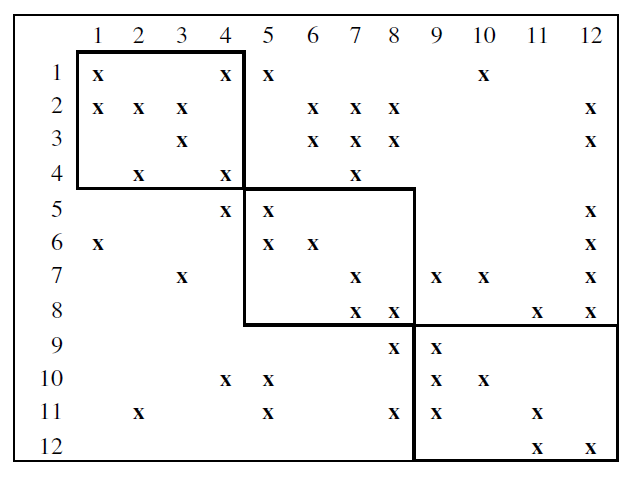 1 2 3 4 5 6 7 8 9 10 11 12
1 x x x x
2 x x x x x x x
3 x x x x x
4 x x x
5 x x x
6 x x x x
7 x x x x x
8 x x x x
9 x x
10 x x x x
11 x x x x x
12 x x